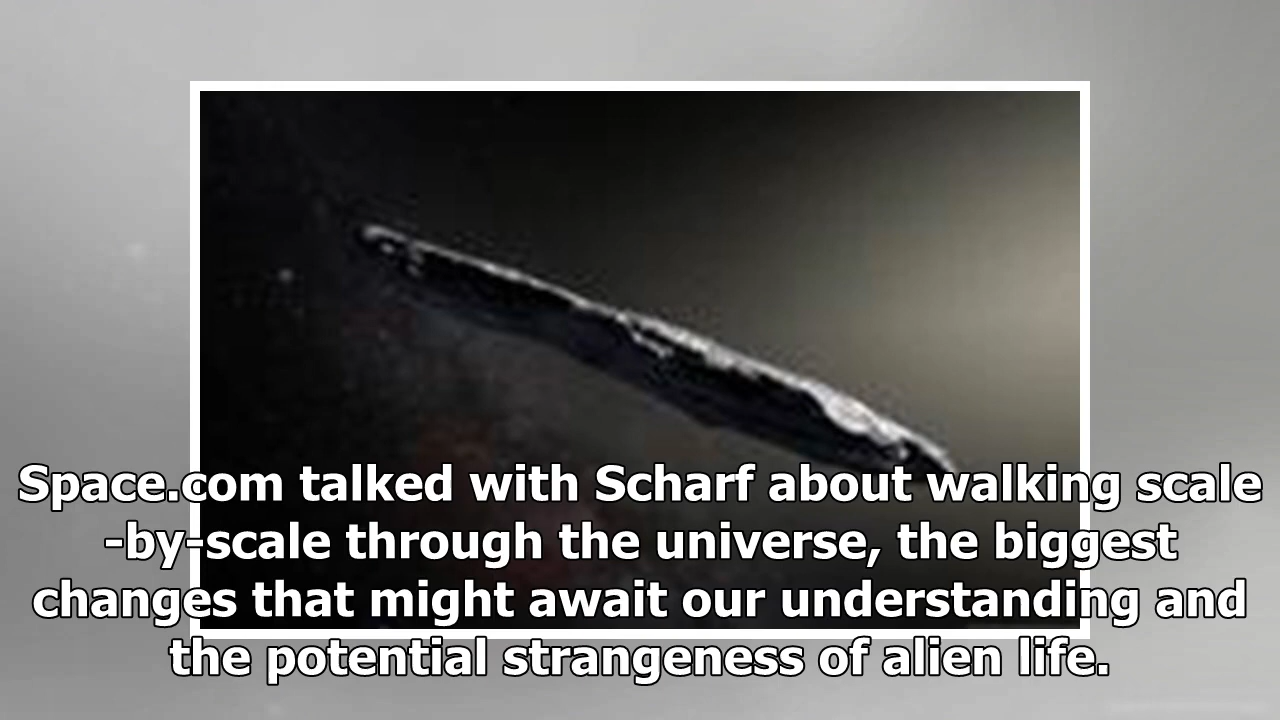 Space.com talked with Scharf about walking scale
-by-scale through the universe, the biggest
changes that might await our understanding and
the potential strangeness of alien life.